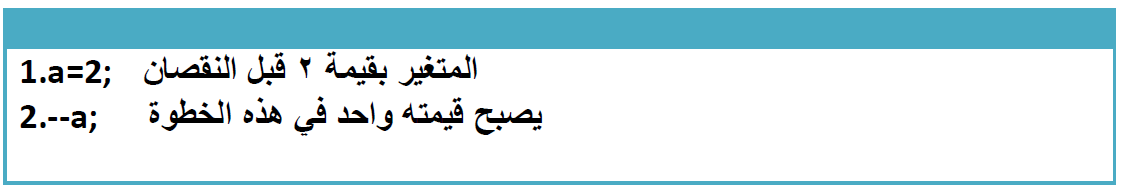 1.a=2; المتغير بقيمة ٢ قبل النقصان
2.--a; يصبح قيمته واحد في هذه الخطوة